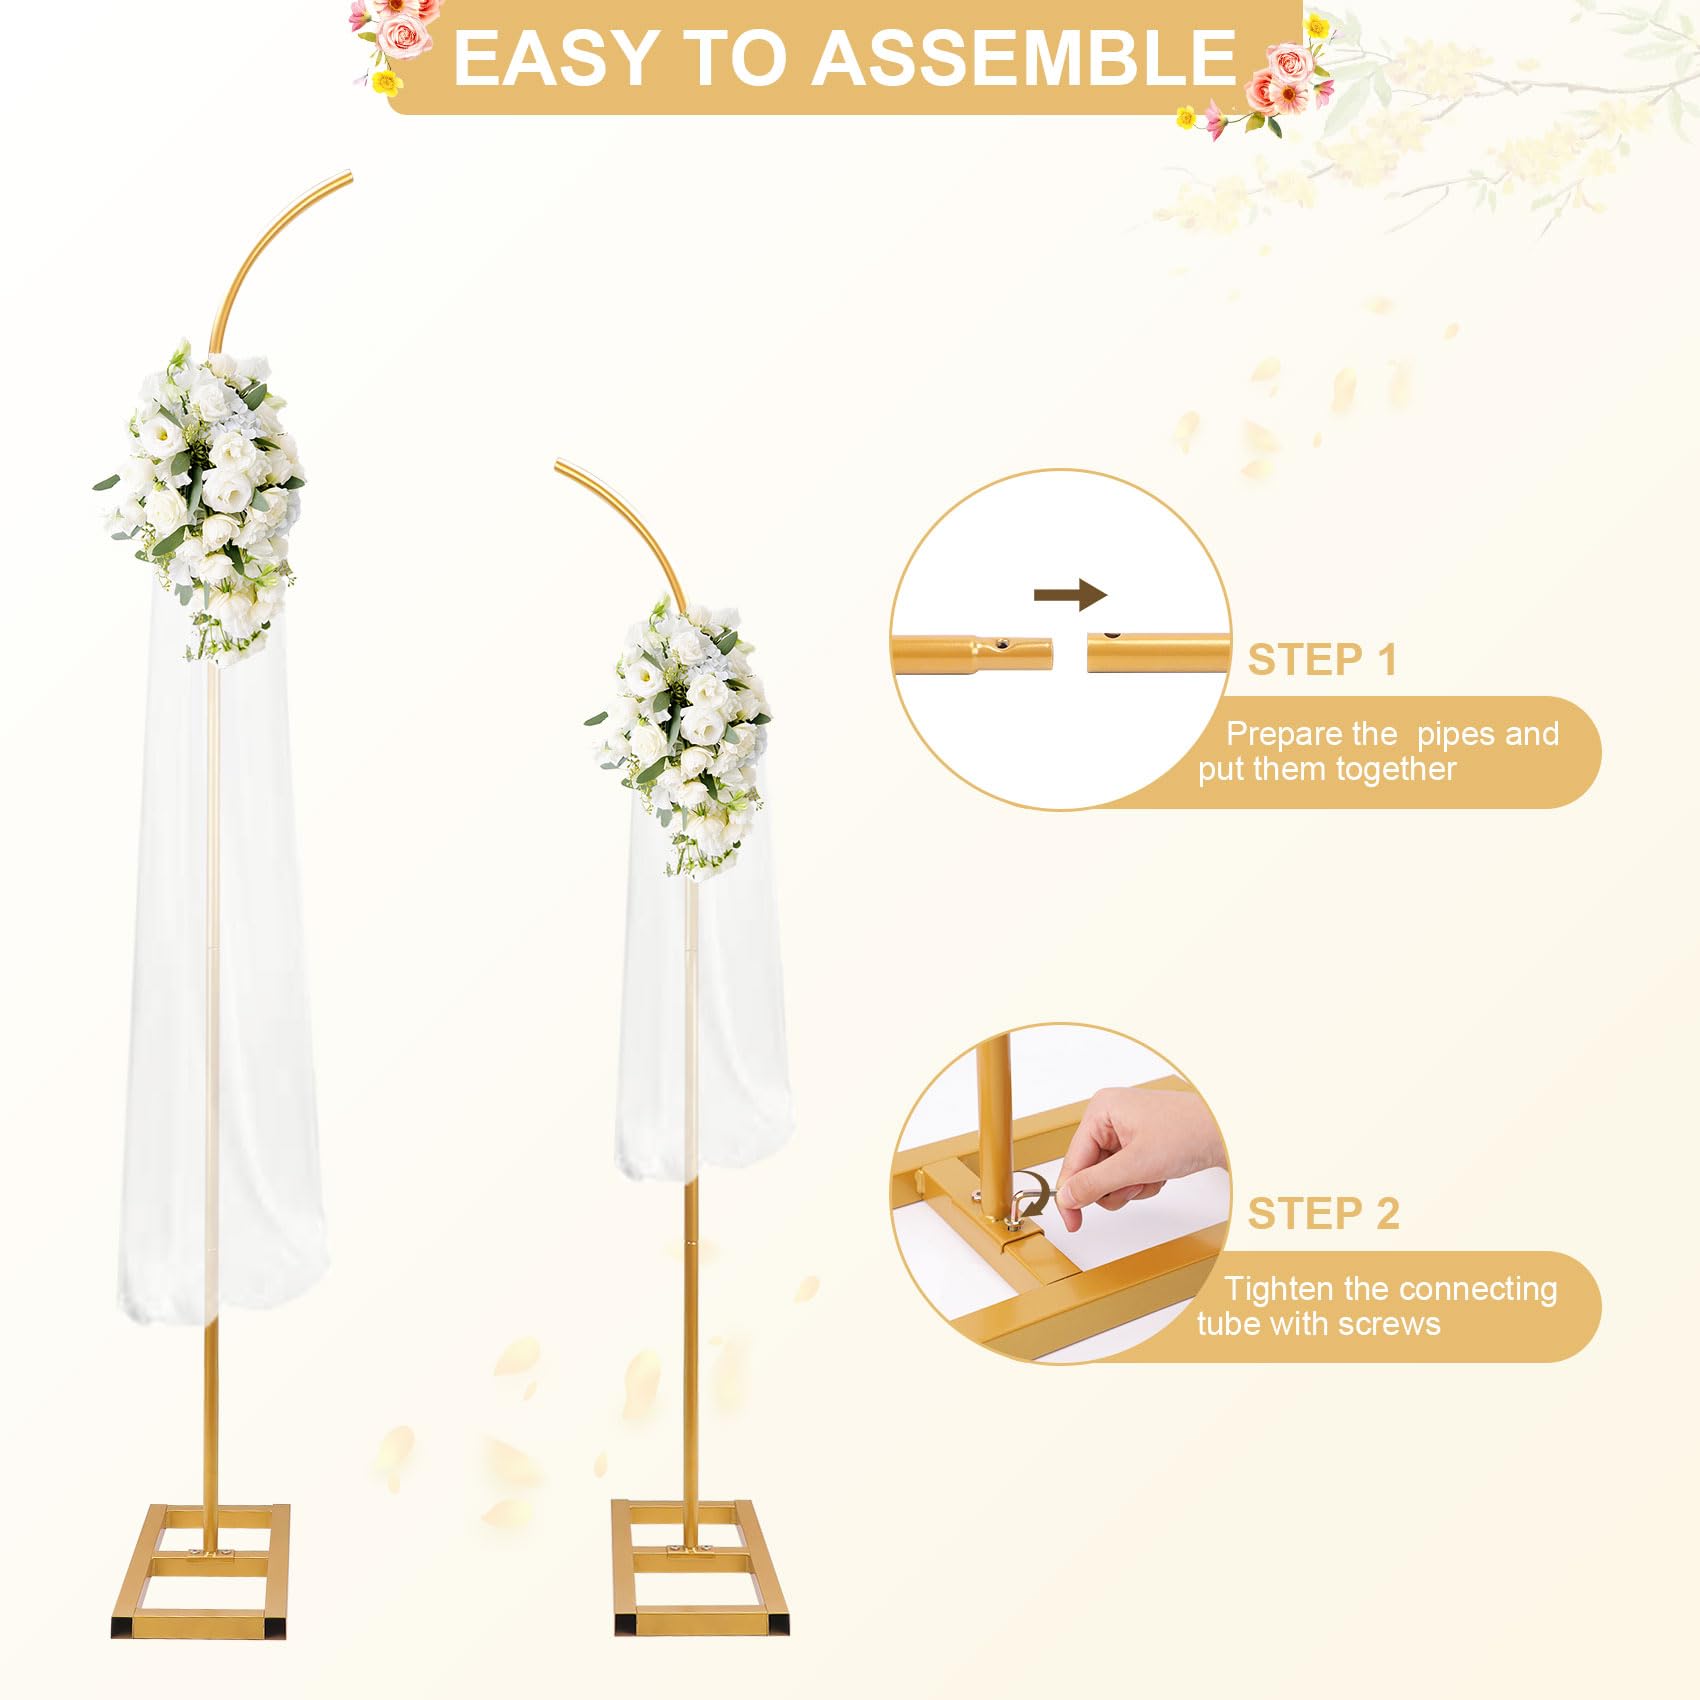 EASY TO ASSEMBLE
STEP 1
Prepare the  pipes and
put them together
STEP 2
Tighten the connecting
tube with screws